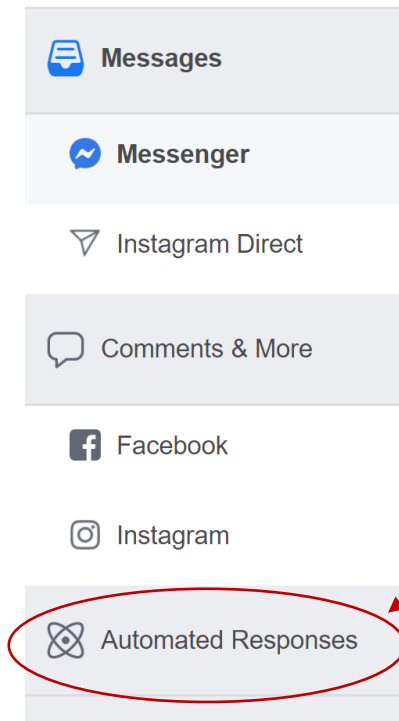 Messages
Messenger
Instagram Direct
Comments & More
Facebook
Instagram
Automated Responses